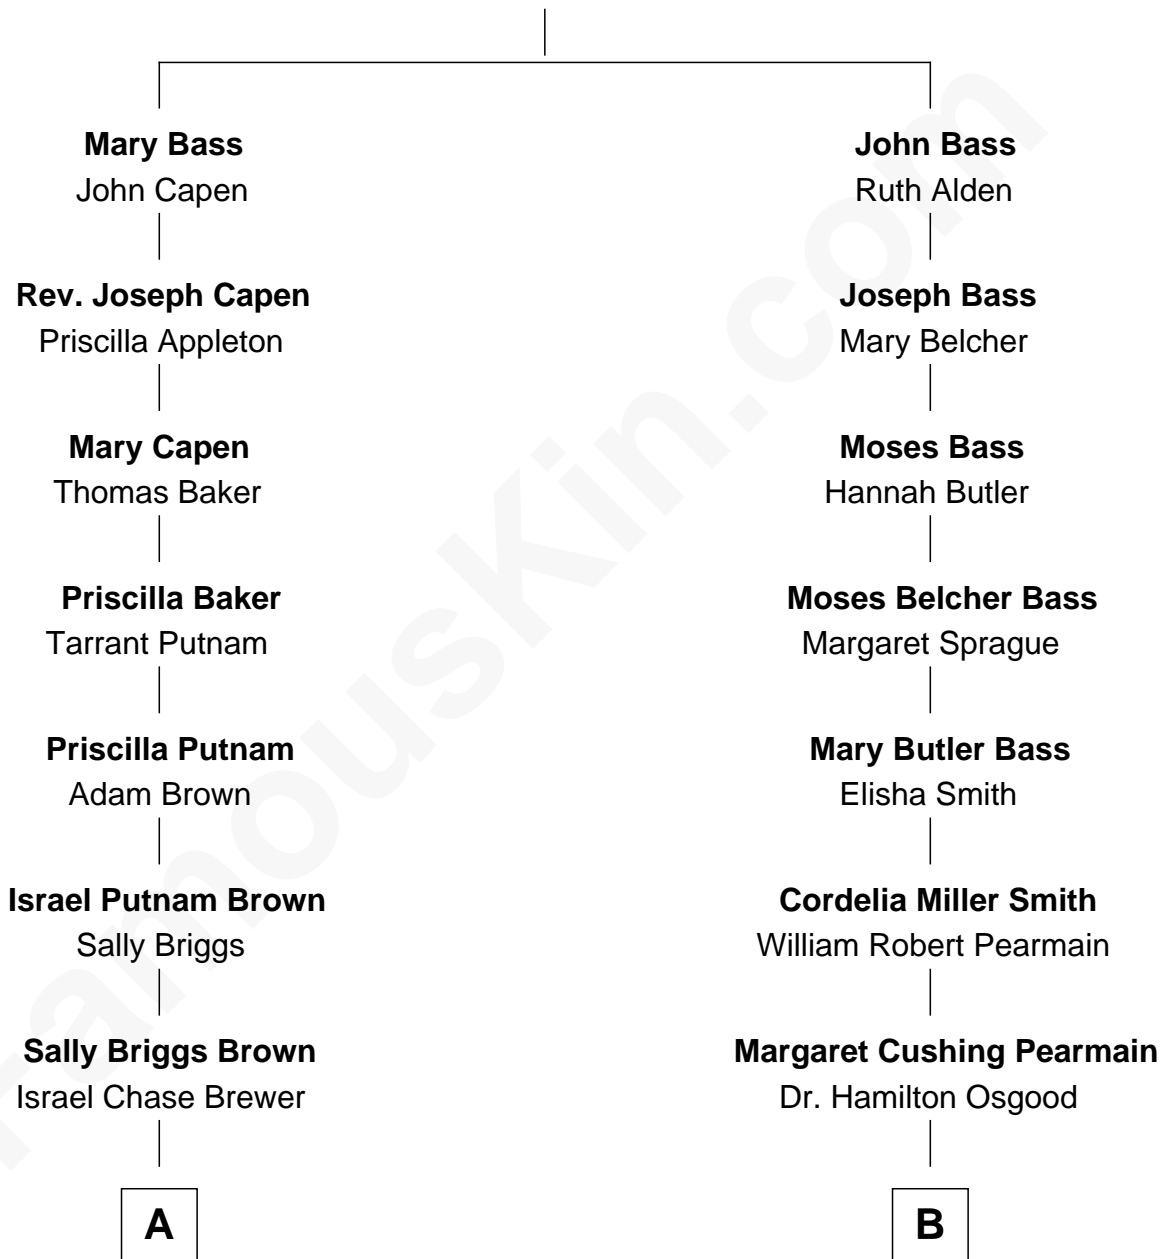 Mary Bass
John Capen
Rev. Joseph Capen
Priscilla Appleton
Mary Capen
Thomas Baker
Priscilla Baker
Tarrant Putnam
Priscilla Putnam
Adam Brown
Israel Putnam Brown
Sally Briggs
Sally Briggs Brown
Israel Chase Brewer
A
John Bass
Ruth Alden
Joseph Bass
Mary Belcher
Moses Bass
Hannah Butler
Moses Belcher Bass
Margaret Sprague
Mary Butler Bass
Elisha Smith
Cordelia Miller Smith
William Robert Pearmain
Margaret Cushing Pearmain
Dr. Hamilton Osgood
B
FamousKin.com